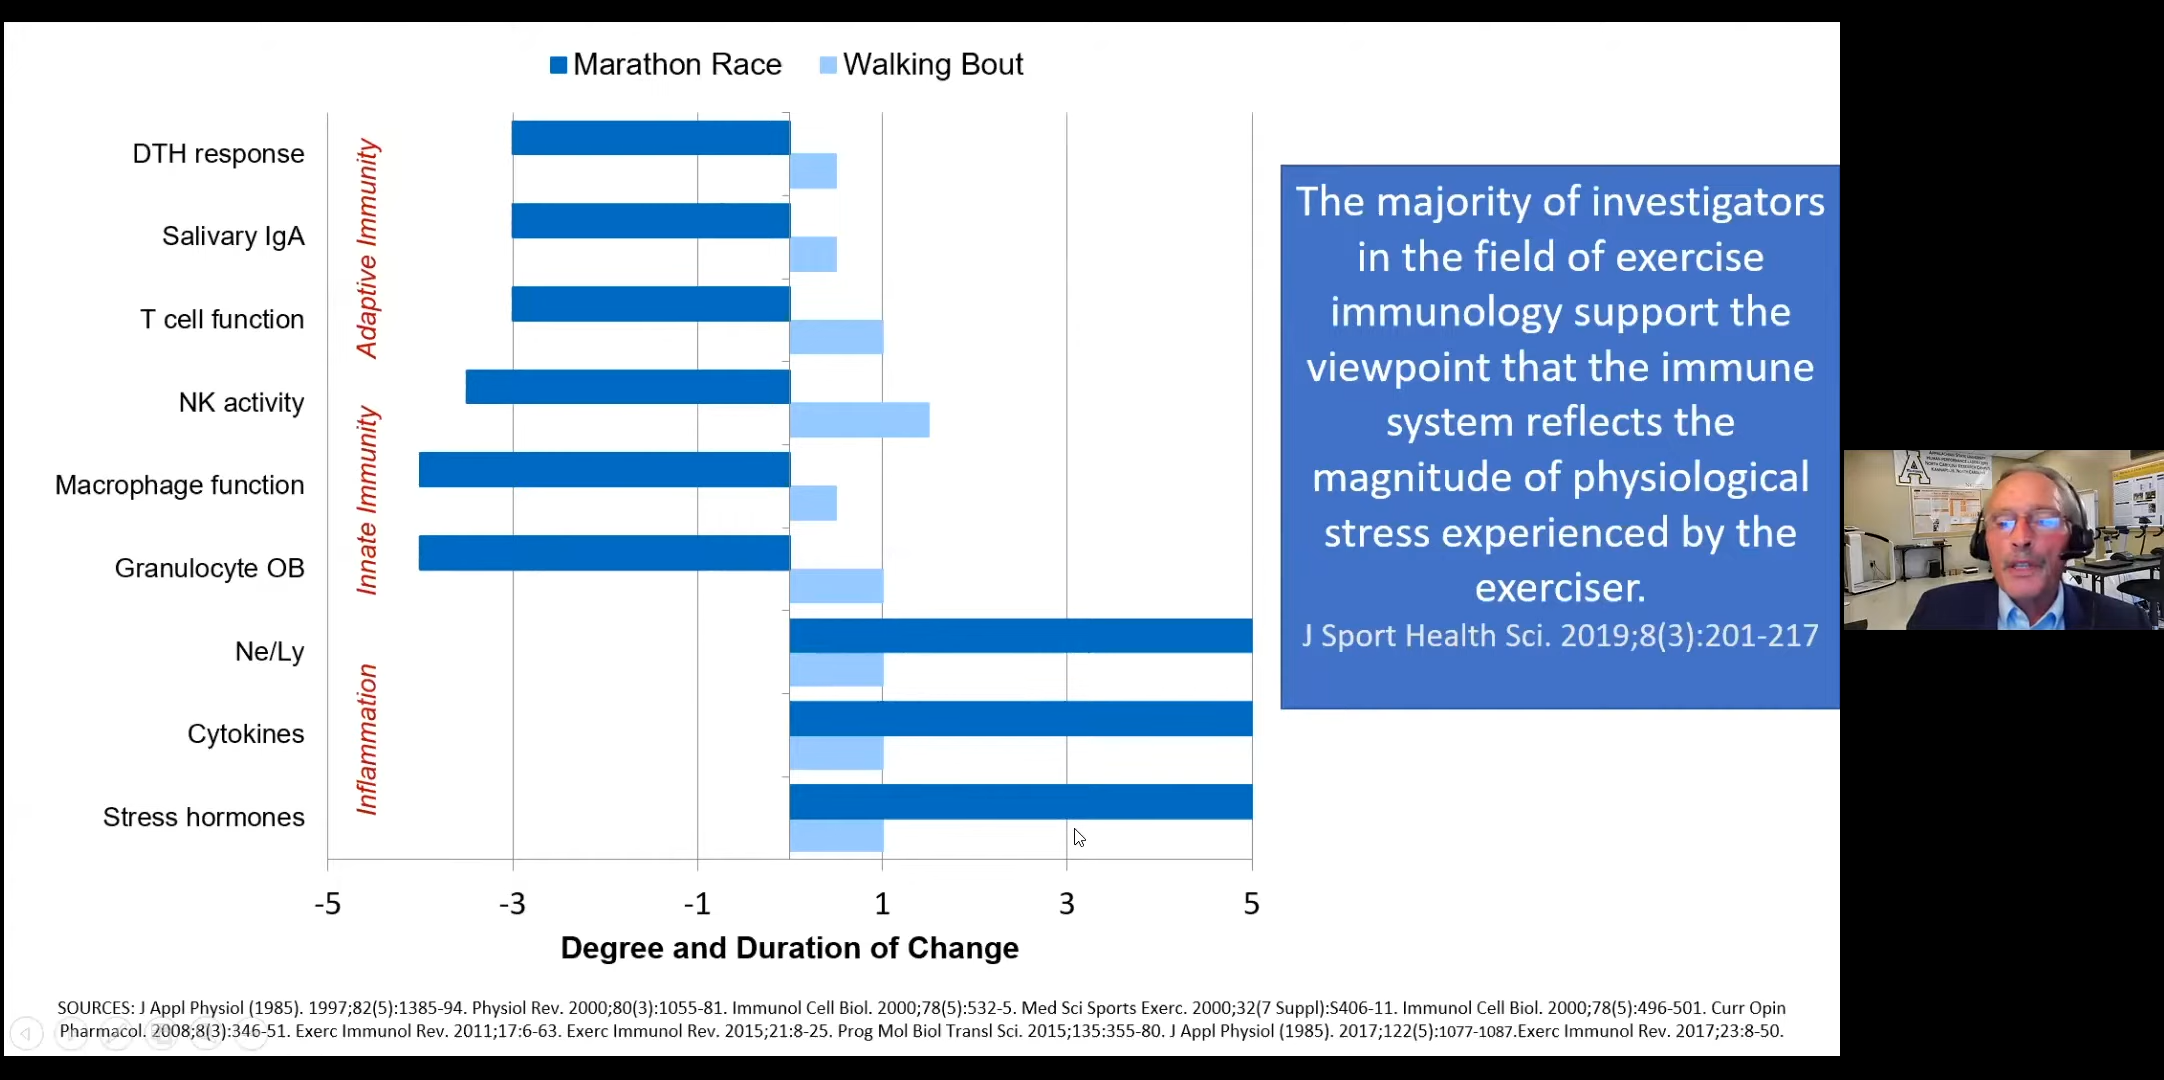 Marathon Race
Walking Bout
DTH response
Salivary IgA
T cell function
NK activity
Macrophage function
Granulocyte OB
Ne/Ly
Cytokines
Stress hormones
Adaptive Immunity
Innate Immunity
Inflammation
-5 -3 -1 1 3 5
Degree and Duration of Change
The majority of investigators
in the field of exercise
immunology support the
viewpoint that the immune
system reflects the
magnitude of physiological
stress experienced by the
exerciser.
J Sport Health Sci. 2019;8(3):201-217
SOURCES: J Appl Physiol (1985). 1997;82(5):1385-94. Physiol Rev. 2000;80(3):1055-81. Immunol Cell Biol. 2000;78(5):532-5. Med Sci Sports Exerc. 2000;32(7 Suppl):S406-11. Immunol Cell Biol. 2000;78(5):496-501. Curr Opin
Pharmacol. 2008;8(3):346-51. Exerc Immunol Rev. 2011;17:6-63. Exerc Immunol Rev. 2015;21:8-25. Prog Mol Biol Transl Sci. 2015;135:355-80. J Appl Physiol (1985). 2017;122(5):1077-1087.Exerc Immunol Rev. 2017;23:8-50.